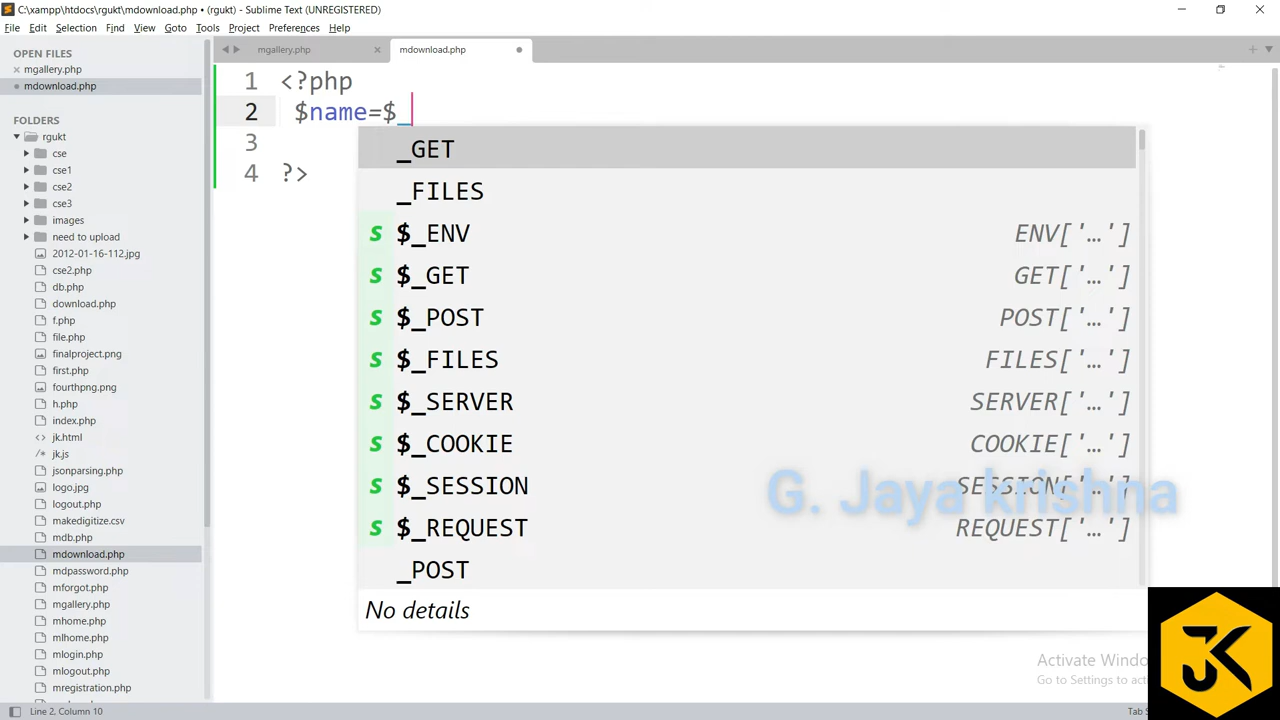 C:\xampp\htdocs\rgukt\mdownload.php • (rgukt) - Sublime Text (UNREGISTERED)
File Edit Selection Find View Goto Tools Project Preferences Help
OPEN FILES
mgallery.php
mdownload.php
FOLDERS
rgukt
cse
cse1
cse2
cse3
images
need to upload
2012-01-16-112.jpg
cse2.php
db.php
download.php
f.php
file.php
finalproject.png
first.php
fourthpng.png
h.php
index.php
jk.html
jk.js
jsonparsing.php
logo.jpg
logout.php
makedigitize.csv
mdb.php
mdownload.php
mdpassword.php
mforgot.php
mgallery.php
mhome.php
mlhome.php
mlogin.php
mlogout.php
mregistration.php
mgallery.php mdownload.php
1 <?php
2 $name=$_
3
4 ?>
_GET
_FILES
s $_ENV ENV['…']
s $_GET GET['…']
s $_POST POST['…']
s $_FILES FILES['…']
s $_SERVER SERVER['…']
s $_COOKIE COOKIE['…']
s $_SESSION SESSION['…']
s $_REQUEST REQUEST['…']
_POST
No details
G. Jaya krishna
Activate Windo
Go to Settings to act
JK
Line 2, Column 10
Tab S